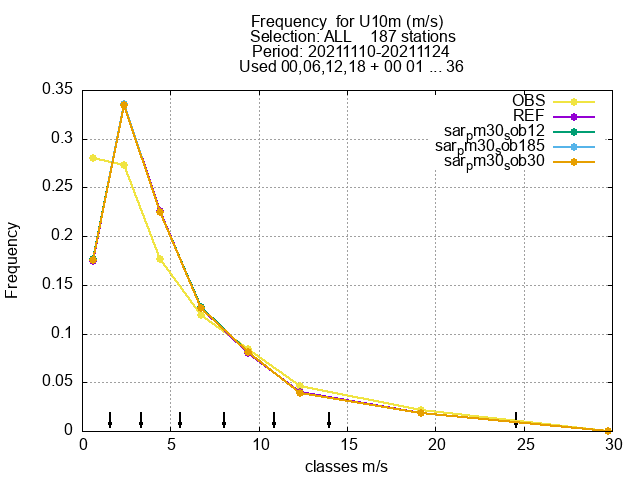 Frequency  for U10m (m/s)
Selection: ALL    187 stations
Period: 20211110-20211124
Used 00,06,12,18 + 00 01 ... 36
0.35
OBS
REF
0.3
sar_pm30_sob12
sar_pm30_sob185
sar_pm30_sob30
0.25
0.2
Frequency
0.15
0.1
0.05
0
0 5 10 15 20 25 30
classes m/s